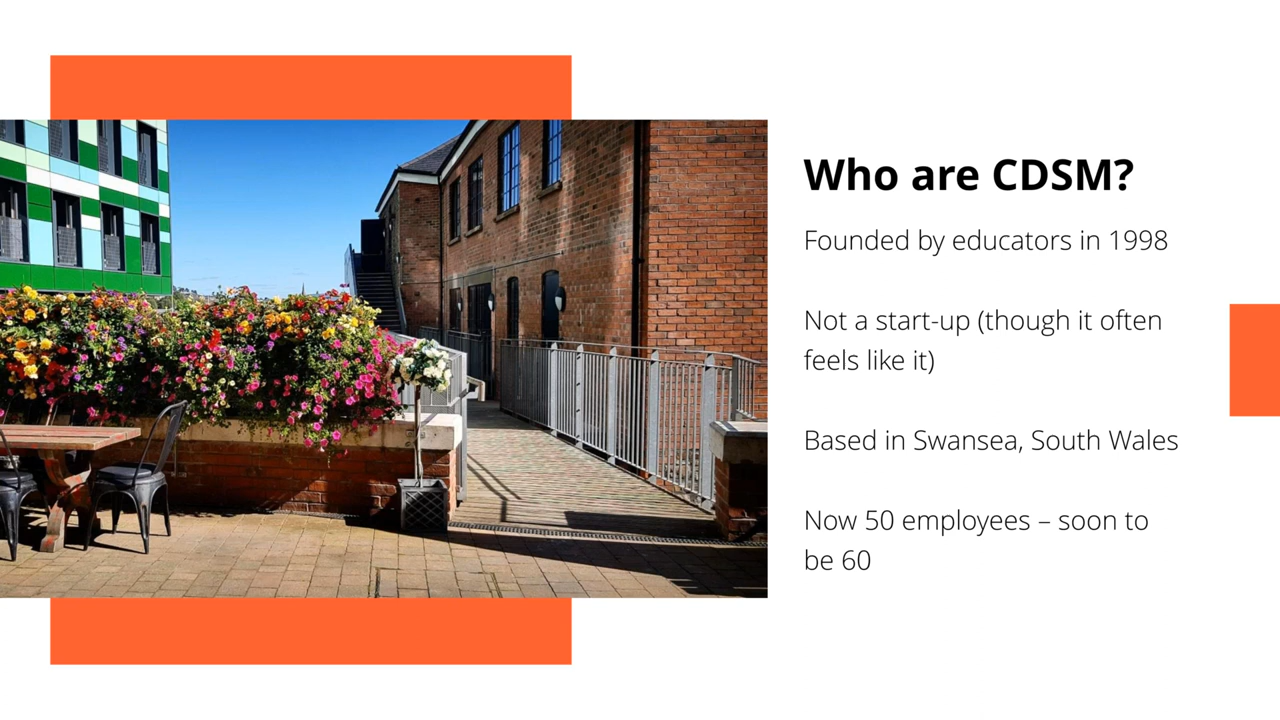 Who are CDSM?
Founded by educators in 1998
Not a start-up (though it often
feels like it)
Based in Swansea, South Wales
Now 50 employees – soon to
be 60